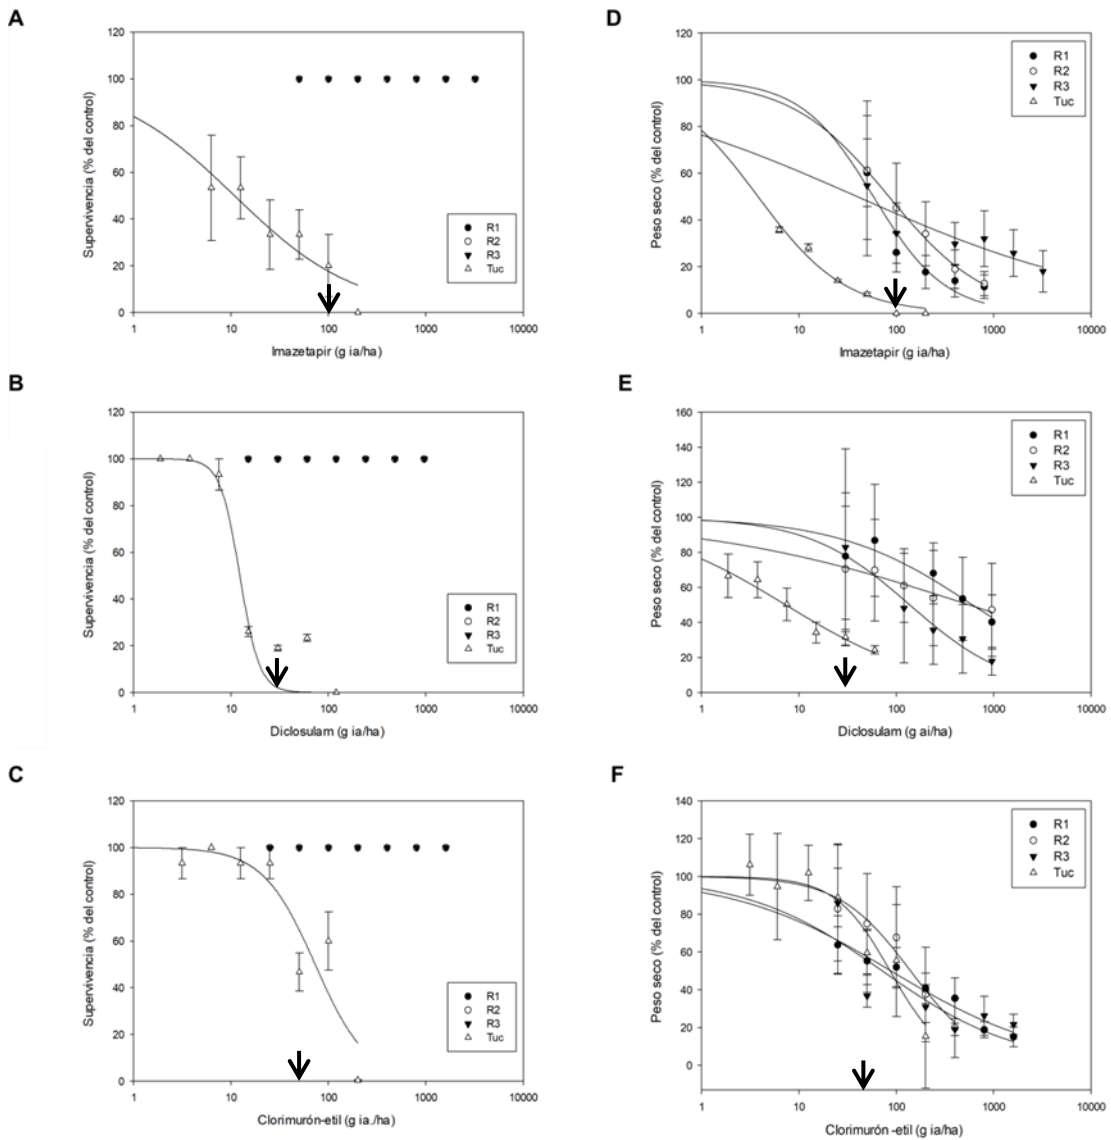 A
120
100
80
60
40
20
0
Supervivencia (% del control)
1 10 100 1000 10000
Imazetapir (g ia/ha)
R1
R2
R3
Tuc
D
120
100
80
60
40
20
0
Peso seco (% del control)
1 10 100 1000 10000
Imazetapir (g ia/ha)
R1
R2
R3
Tuc
B
120
100
80
60
40
20
0
Supervivencia (% del control)
1 10 100 1000 10000
Diclosulam (g ia/ha)
R1
R2
R3
Tuc
E
160
140
120
100
80
60
40
20
0
Peso seco (% del control)
1 10 100 1000 10000
Diclosulam (g ai/ha)
R1
R2
R3
Tuc
C
120
100
80
60
40
20
0
Supervivencia (% del control)
1 10 100 1000 10000
Clorimurón-etil (g ia./ha)
R1
R2
R3
Tuc
F
140
120
100
80
60
40
20
0
Peso seco (% del control)
1 10 100 1000 10000
Clorimurón -etil (g ia/ha)
R1
R2
R3
Tuc